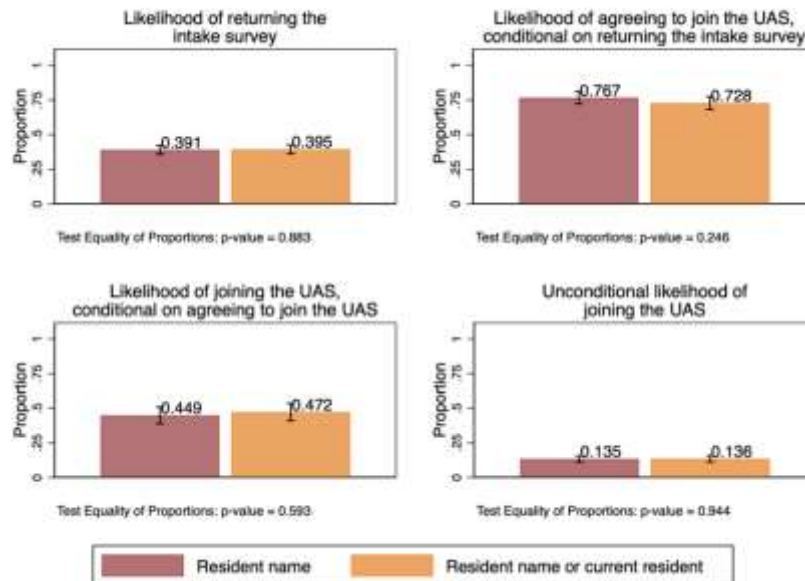 Likelihood of returning the
intake survey
Proportion
1
.75
.5
.25
0
0.391
0.395
Test Equality of Proportions: p-value = 0.883
Likelihood of agreeing to join the UAS,
conditional on returning the intake survey
Proportion
1
.75
.5
.25
0
0.767
0.728
Test Equality of Proportions: p-value = 0.246
Likelihood of joining the UAS,
conditional on agreeing to join the UAS
Proportion
1
.75
.5
.25
0
0.449
0.472
Test Equality of Proportions: p-value = 0.593
Unconditional likelihood of
joining the UAS
Proportion
1
.75
.5
.25
0
0.135
0.136
Test Equality of Proportions: p-value = 0.944
Resident name
Resident name or current resident